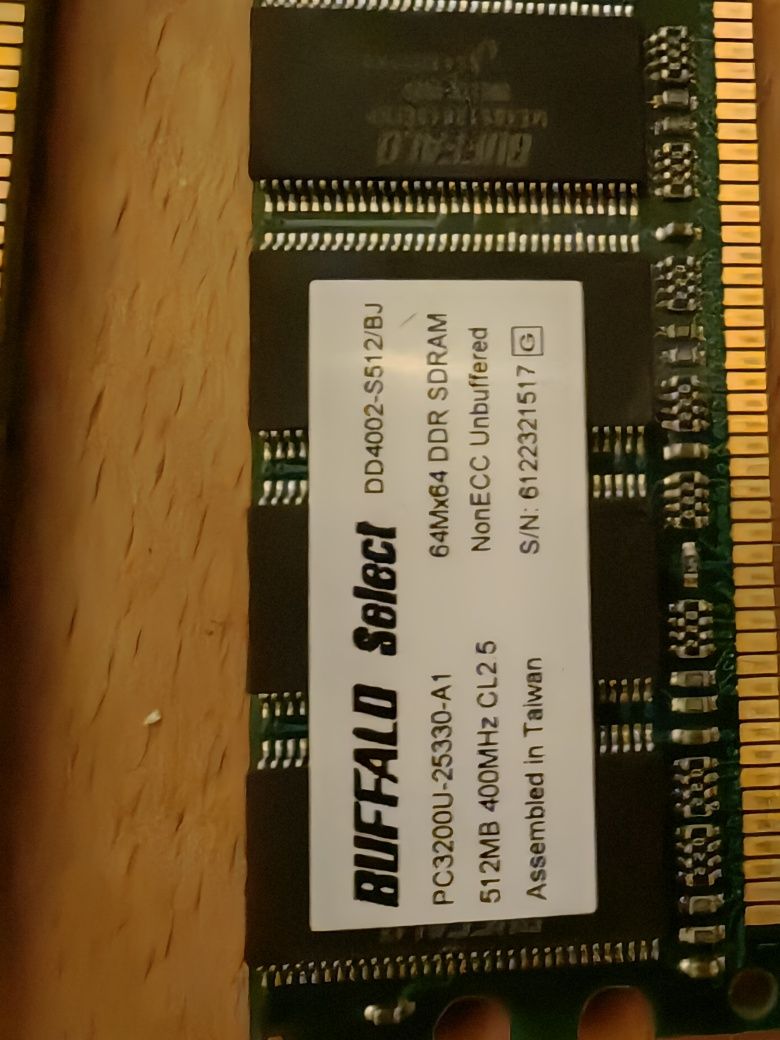 BUFFALO Select DD4002-S512/BJ
PC3200U-25330-A1 64Mx64 DDR SDRAM
512MB 400MHz CL2.5 NonECC Unbuffered
Assembled in Taiwan S/N: 6122321517 G
BUFFALO